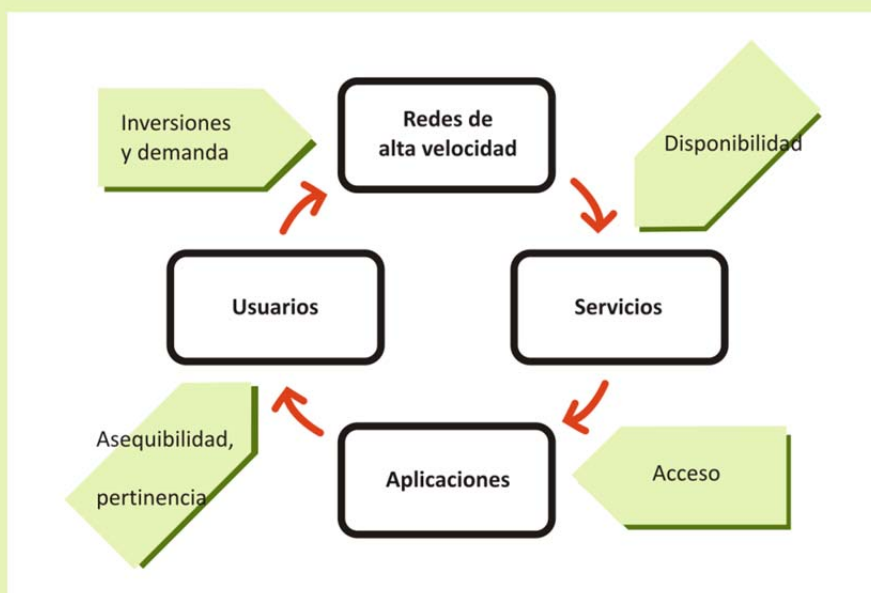 Inversiones
y demanda
Redes de
alta velocidad
Disponibilidad
Usuarios
Servicios
Asequibilidad,
pertinencia
Aplicaciones
Acceso